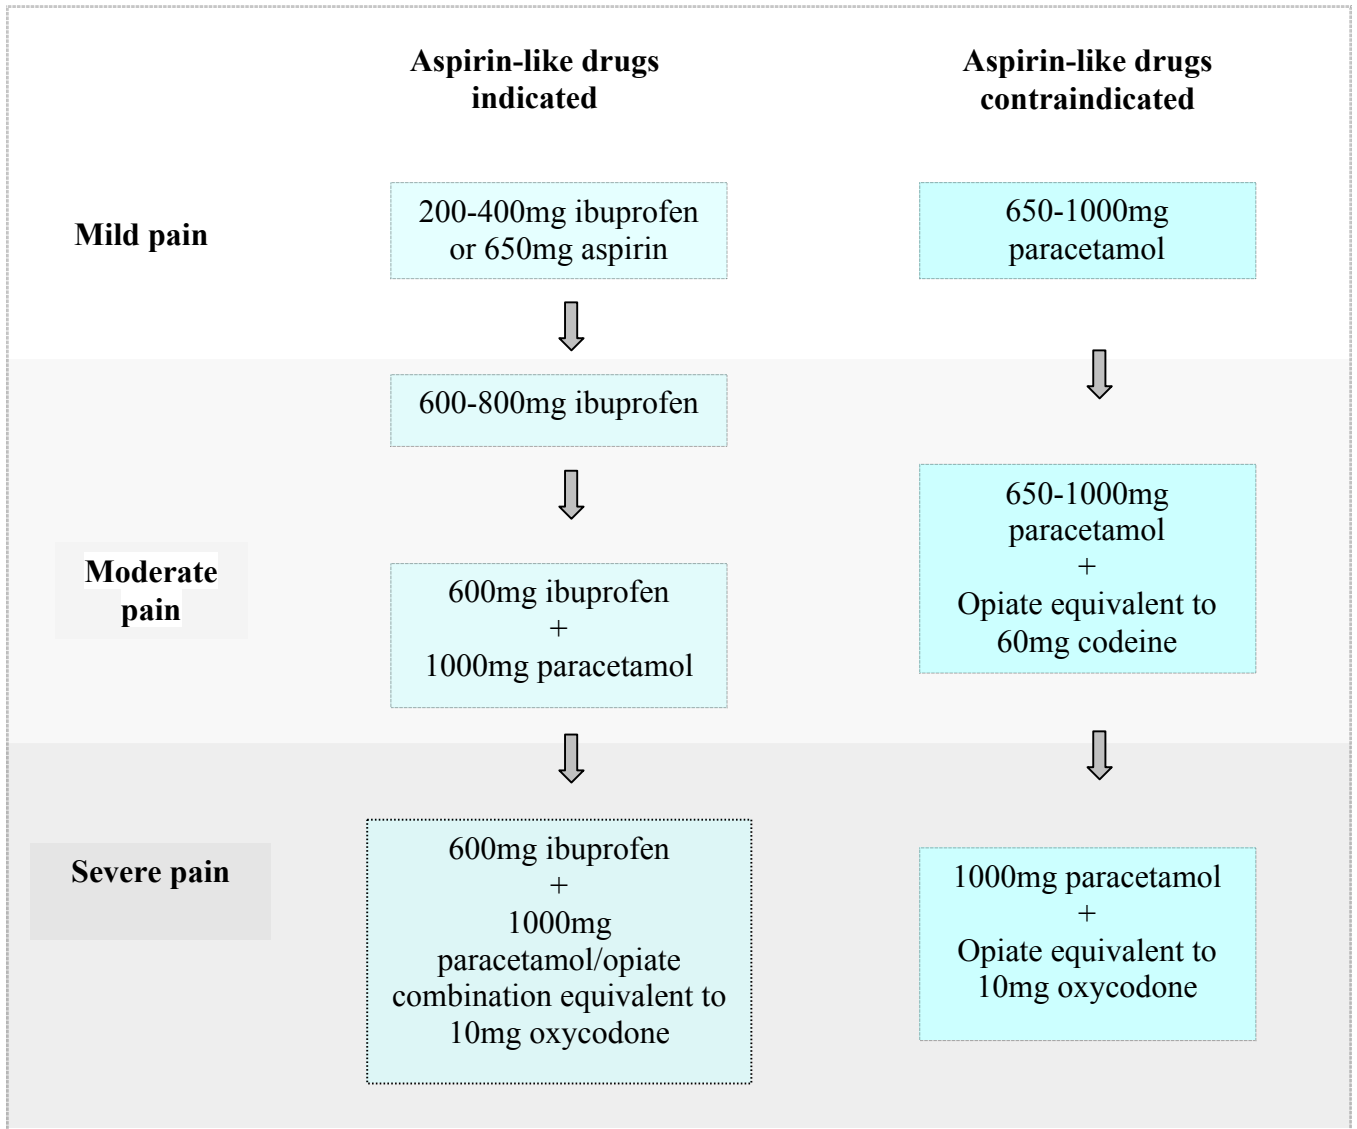 Aspirin-like drugs
indicated
Aspirin-like drugs
contraindicated
Mild pain
200-400mg ibuprofen
or 650mg aspirin
650-1000mg
paracetamol
600-800mg ibuprofen
Moderate
pain
600mg ibuprofen
+
1000mg paracetamol
650-1000mg
paracetamol
+
Opiate equivalent to
60mg codeine
Severe pain
600mg ibuprofen
+
1000mg
paracetamol/opiate
combination equivalent to
10mg oxycodone
1000mg paracetamol
+
Opiate equivalent to
10mg oxycodone